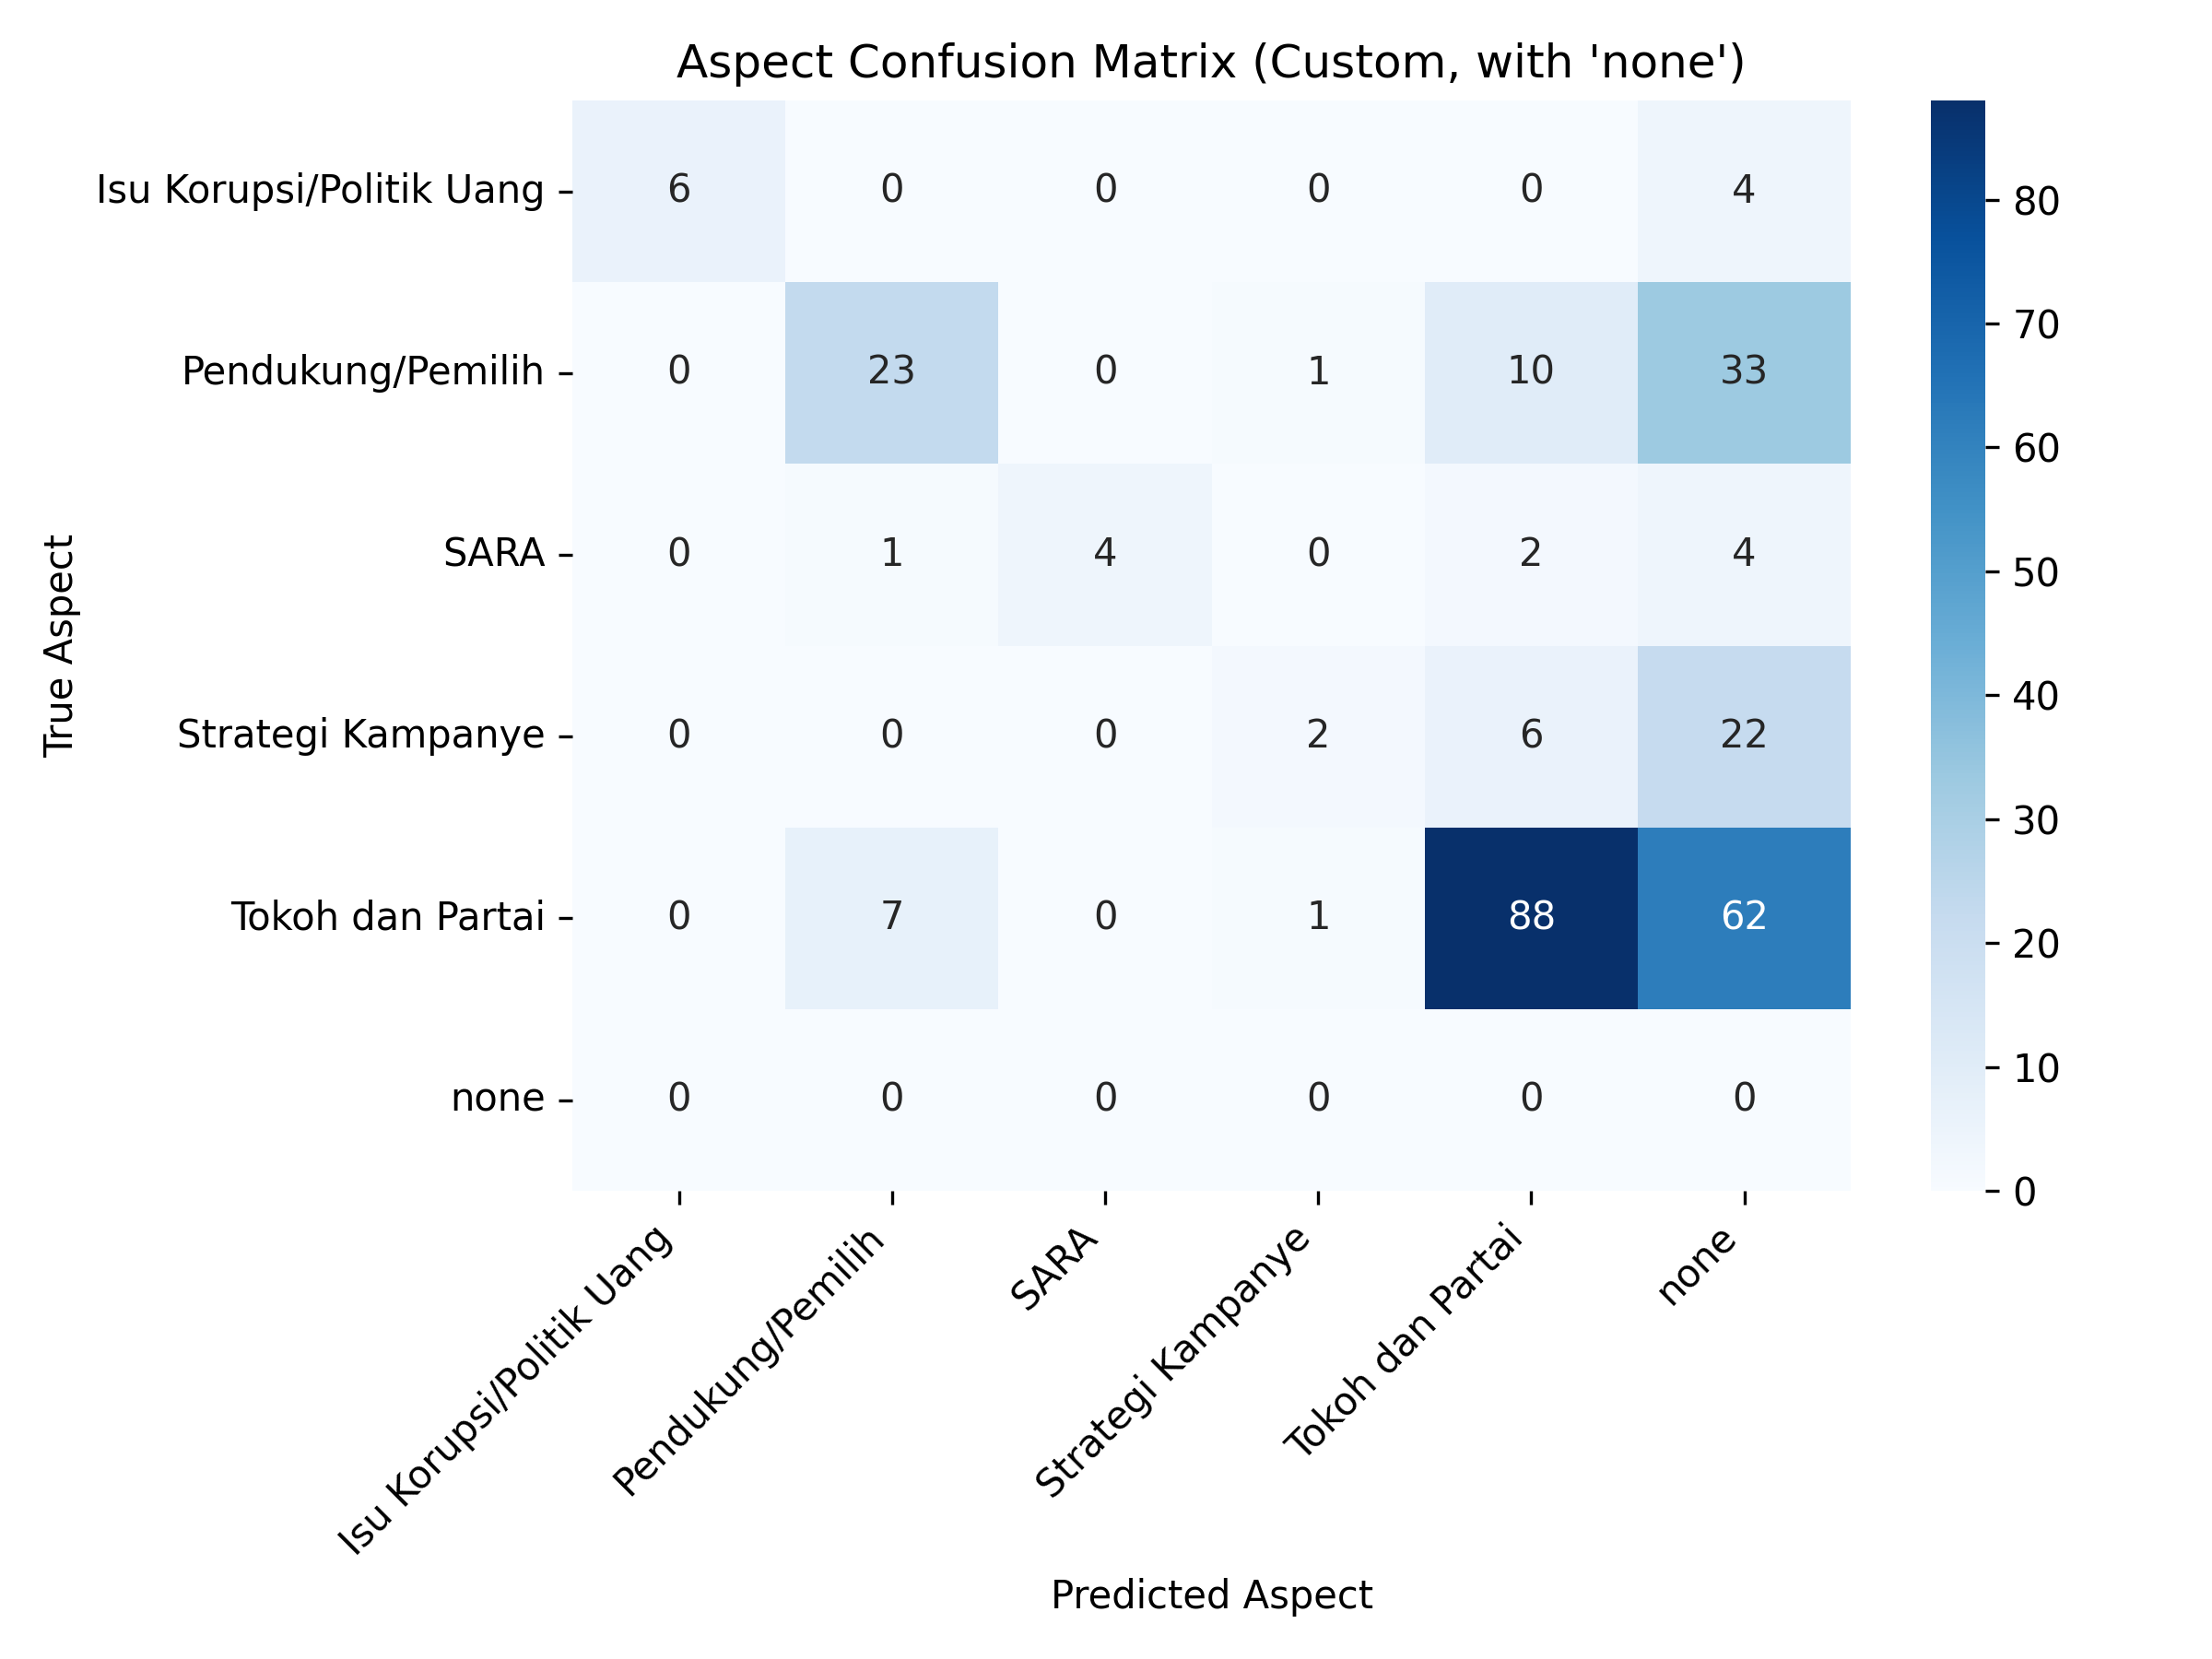 Aspect Confusion Matrix (Custom, with 'none')
True Aspect
Isu Korupsi/Politik Uang 6 0 0 0 0 4
Pendukung/Pemilih 0 23 0 1 10 33
SARA 0 1 4 0 2 4
Strategi Kampanye 0 0 0 2 6 22
Tokoh dan Partai 0 7 0 1 88 62
none 0 0 0 0 0 0
Isu Korupsi/Politik Uang
Pendukung/Pemilih
SARA
Strategi Kampanye
Tokoh dan Partai
none
Predicted Aspect
80
70
60
50
40
30
20
10
0